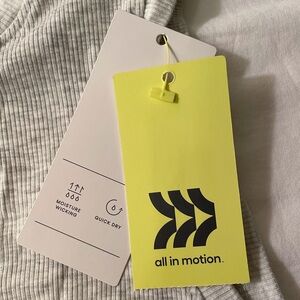 MOISTURE
WICKING
QUICK DRY
all in motion.